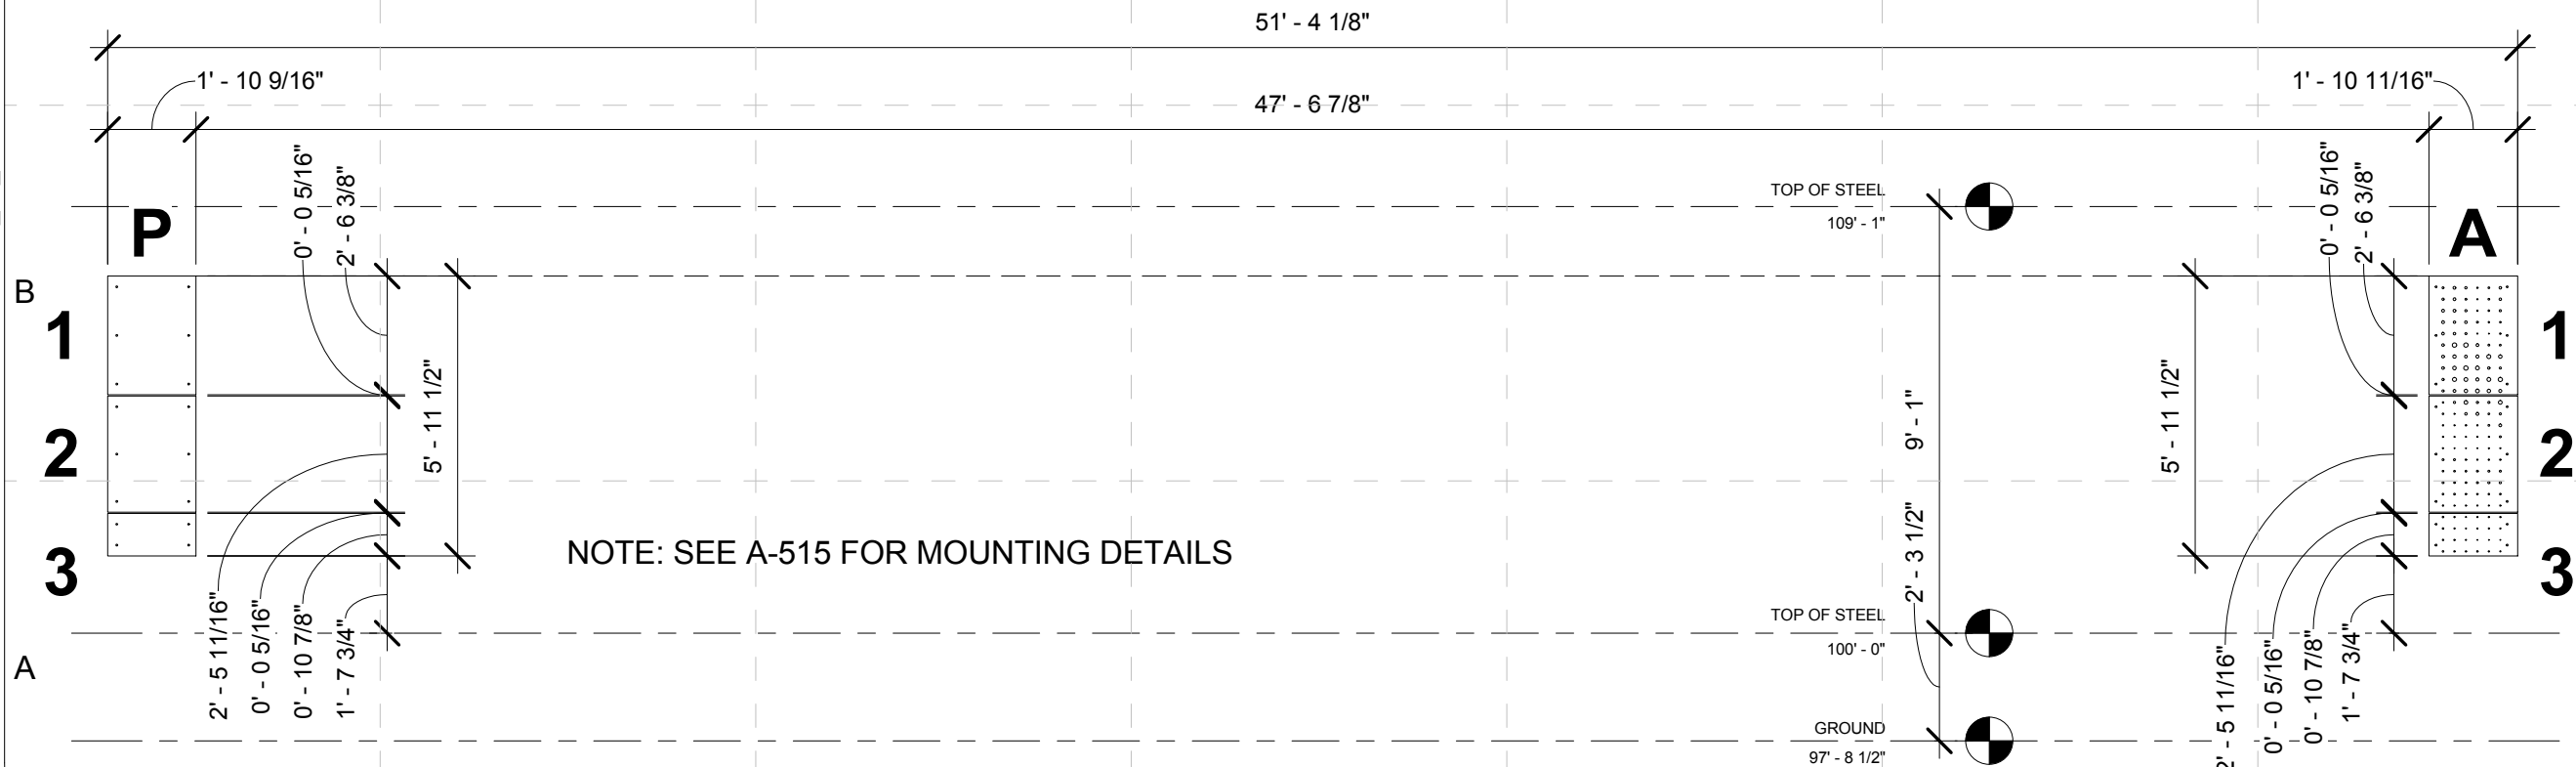 51' - 4 1/8"
1' - 10 9/16"
47' - 6 7/8"
1' - 10 11/16"
P
0' - 0 5/16"
2' - 6 3/8"
TOP OF STEEL
109' - 1"
0' - 0 5/16"
2' - 6 3/8"
A
B
1
2
3
5' - 11 1/2"
9' - 1"
5' - 11 1/2"
1
2
3
NOTE: SEE A-515 FOR MOUNTING DETAILS
2' - 3 1/2"
A
2' - 5 11/16"
0' - 0 5/16"
0' - 10 7/8"
1' - 7 3/4"
TOP OF STEEL
100' - 0"
2' - 5 11/16"
0' - 0 5/16"
0' - 10 7/8"
1' - 7 3/4"
GROUND
97' - 8 1/2"